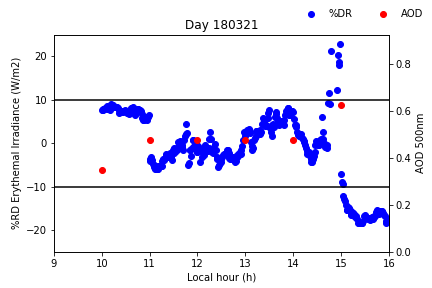 %DR AOD
Day 180321
%RD Erythemal Irradiance (W/m2)
20
10
0
−10
−20
9 10 11 12 13 14 15 16
Local hour (h)
0.8
0.6
0.4
0.2
0.0
AOD 500nm